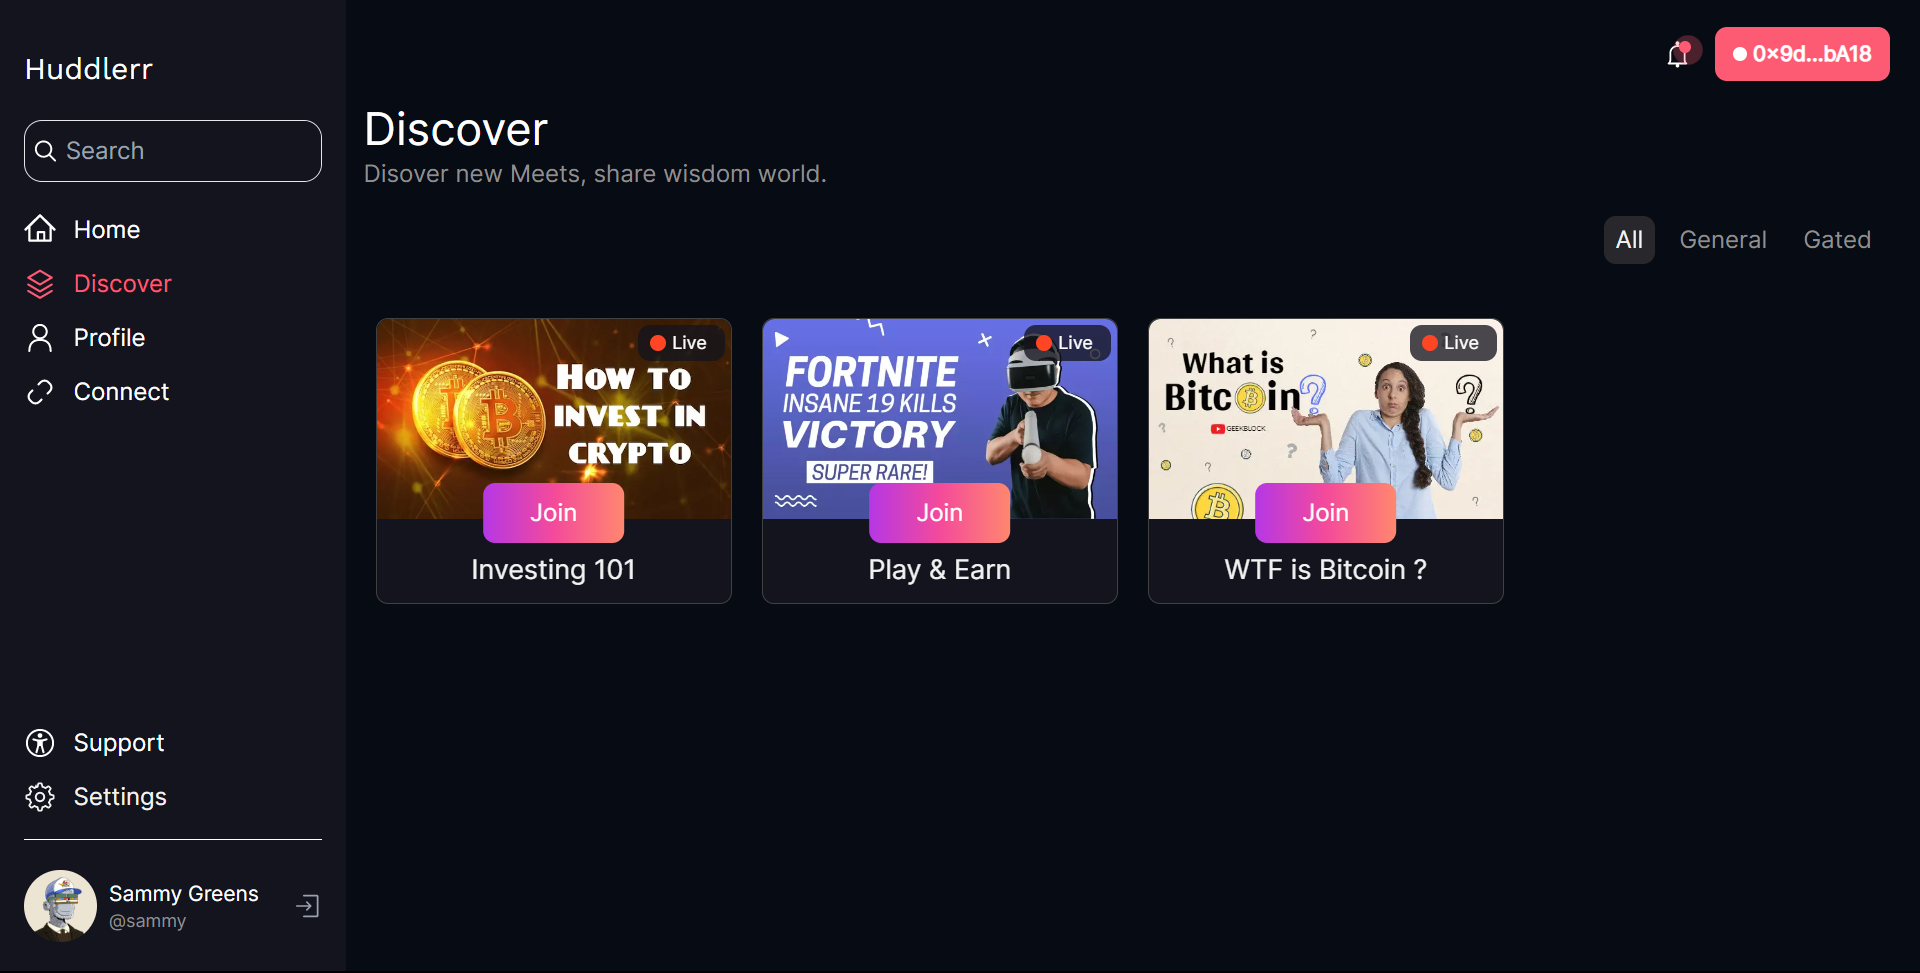 Huddlerr
Search
Home
Discover
Profile
Connect
Support
Settings
Sammy Greens
@sammy
0×9d...bA18
Discover
Disover new Meets, share wisdom world.
All
General
Gated
Live
HOW TO
INVEST IN
CRYPTO
Join
Investing 101
Live
FORTNITE
INSANE 19 KILLS
VICTORY
SUPER RARE!
Join
Play & Earn
Live
What is
Bitcoin
GEEKBLOCK
Join
WTF is Bitcoin ?